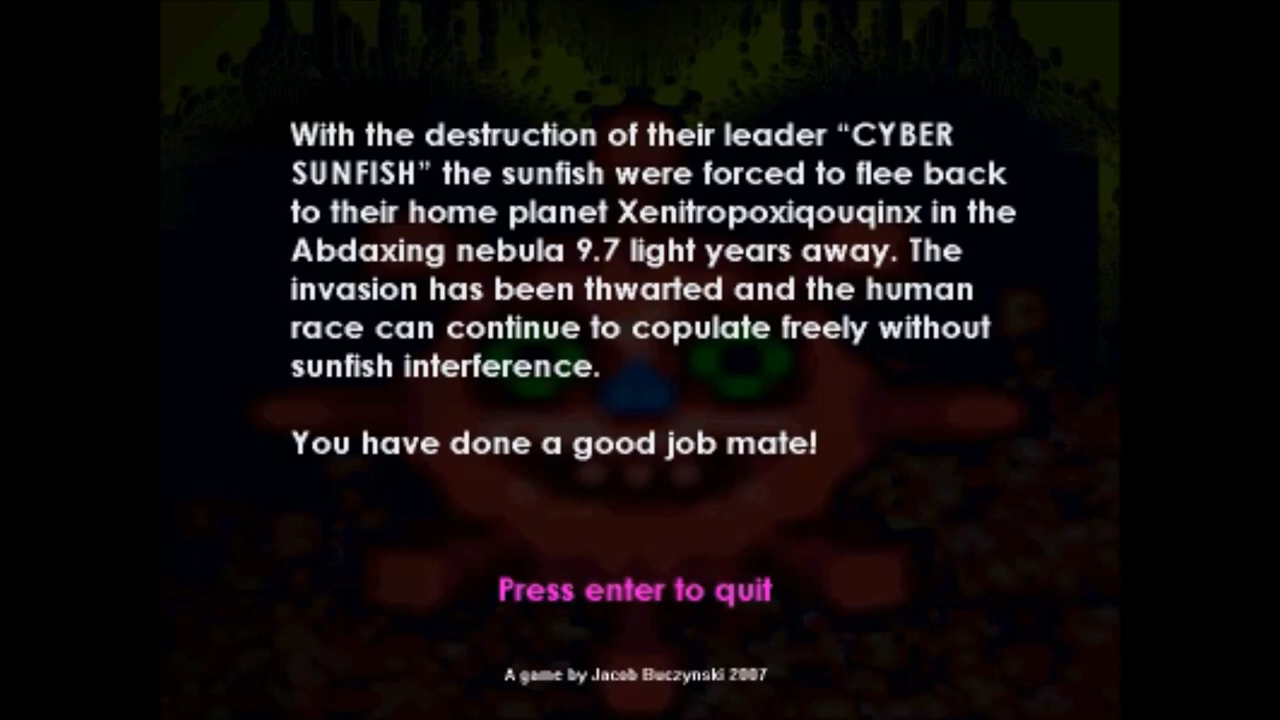 With the destruction of their leader “CYBER
SUNFISH” the sunfish were forced to flee back
to their home planet Xenitropoxiqouqinx in the
Abdaxing nebula 9.7 light years away. The
invasion has been thwarted and the human
race can continue to copulate freely without
sunfish interference.
You have done a good job mate!
Press enter to quit
A game by Jacob Buczynski 2007